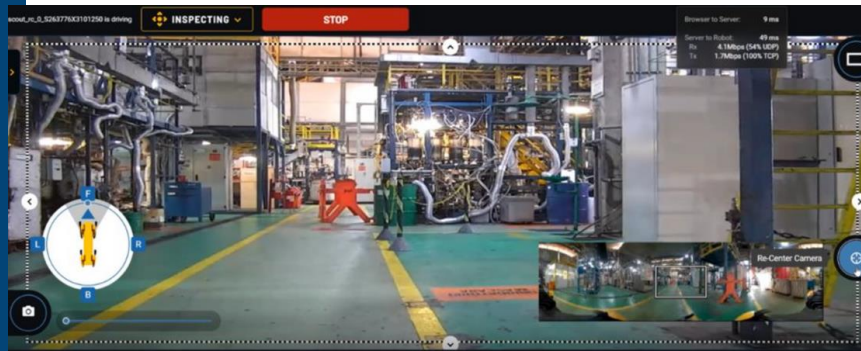 scout_rc_0_S263776X3101250 is driving
INSPECTING
STOP
Browser to Server: 9 ms
Server to Robot: 49 ms
Rx 4.1Mbps (54% UDP)
Tx 1.7Mbps (100% TCP)
F
L
R
B
Re-Center Camera